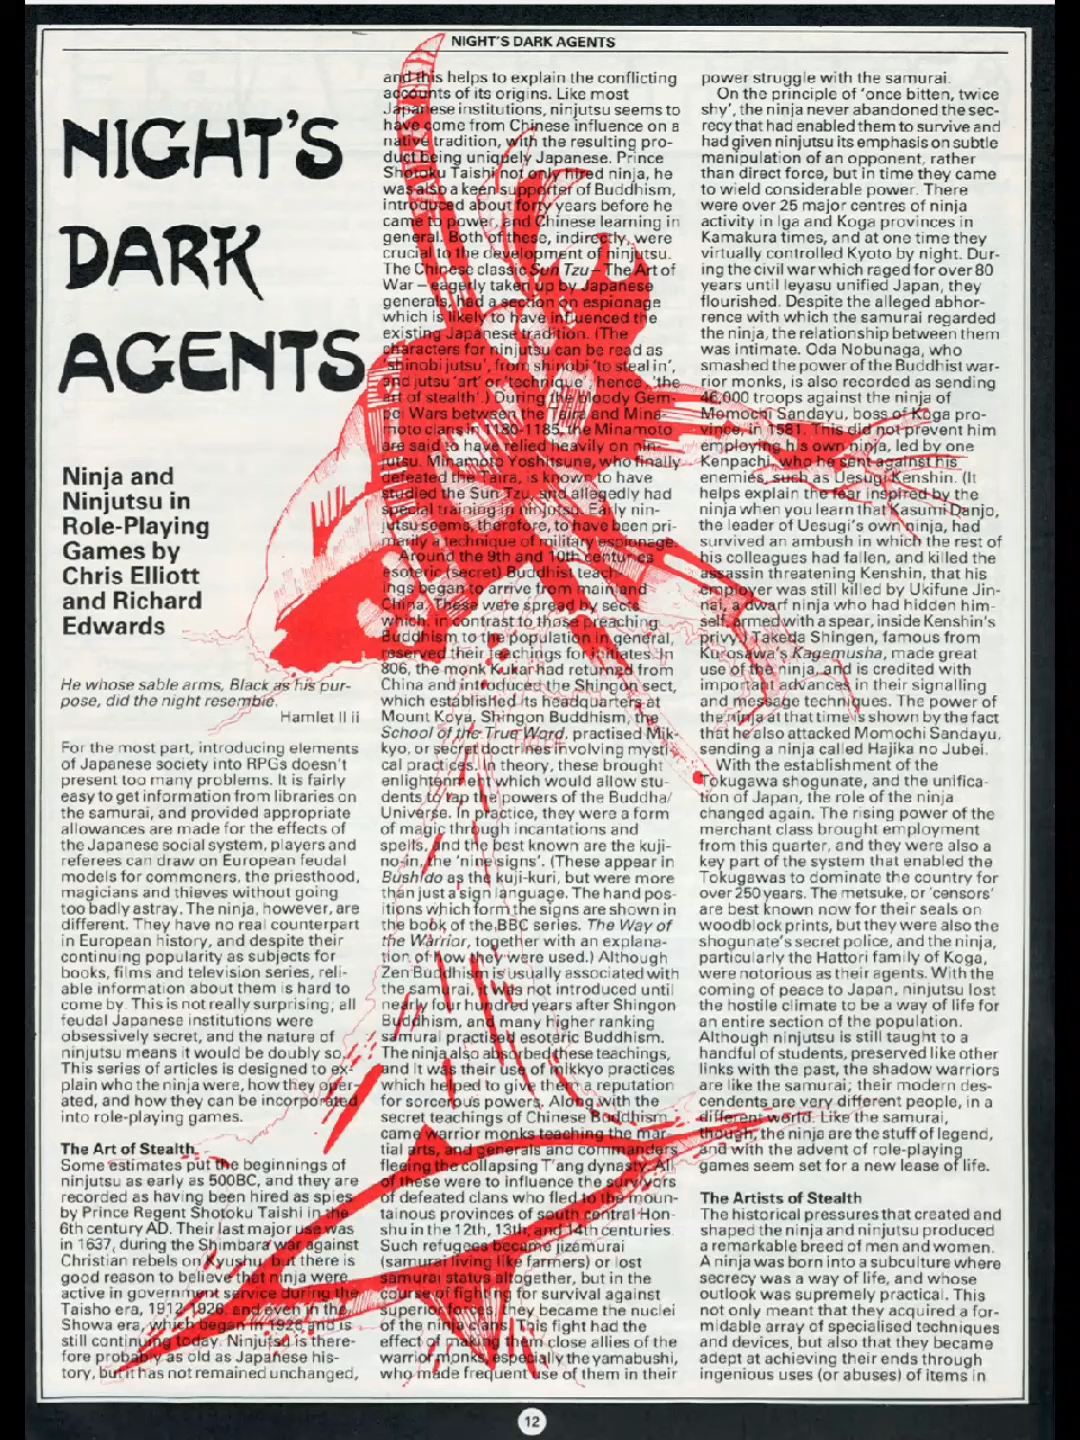 NIGHT'S DARK AGENTS
NIGHT'S
DARK
AGENTS
Ninja and
Ninjutsu in
Role-Playing
Games by
Chris Elliott
and Richard
Edwards
He whose sable arms, Black as his pur-
pose, did the night resemble.
Hamlet II ii
For the most part, introducing elements
of Japanese society into RPGs doesn't
present too many problems. It is fairly
easy to get information from libraries on
the samurai, and provided appropriate
allowances are made for the effects of
the Japanese social system, players and
referees can draw on European feudal
models for commoners, the priesthood,
magicians and thieves without going
too badly astray. The ninja, however, are
different. They have no real counterpart
in European history, and despite their
continuing popularity as subjects for
books, films and television series, reli-
able information about them is hard to
come by. This is not really surprising; all
feudal Japanese institutions were
obsessively secret, and the nature of
ninjutsu means it would be doubly so.
This series of articles is designed to ex-
plain who the ninja were, how they oper-
ated, and how they can be incorporated
into role-playing games.
The Art of Stealth
Some estimates put the beginnings of
ninjutsu as early as 500BC, and they are
recorded as having been hired as spies
by Prince Regent Shotoku Taishi in the
6th century AD. Their last major use was
in 1637, during the Shimbara war against
Christian rebels on Kyushu, but there is
good reason to believe that ninja were
active in government service during the
Taisho era, 1912-1926, and even in the
Showa era, which began in 1926 and is
still continuing today. Ninjutsu is there-
fore probably as old as Japanese his-
tory, but it has not remained unchanged,
and this helps to explain the conflicting
accounts of its origins. Like most
Japanese institutions, ninjutsu seems to
have come from Chinese influence on a
native tradition, with the resulting pro-
duct being uniquely Japanese. Prince
Shotoku Taishi not only hired ninja, he
was also a keen supporter of Buddhism,
introduced about forty years before he
came to power, and Chinese learning in
general. Both of these, indirectly, were
crucial to the development of ninjutsu.
The Chinese classic Sun Tzu – The Art of
War – eagerly taken up by Japanese
generals, had a section on espionage
which is likely to have influenced the
existing Japanese tradition. (The
characters for ninjutsu can be read as
'shinobi jutsu', from shinobi 'to steal in',
and jutsu 'art' or 'technique', hence, 'the
art of stealth'.) During the bloody Gem-
pei Wars between the Taira and Mina-
moto clans in 1180-1185, the Minamoto
are said to have relied heavily on nin-
jutsu. Minamoto Yoshitsune, who finally
defeated the Taira, is known to have
studied the Sun Tzu, and allegedly had
special training in ninjutsu. Early nin-
jutsu seems, therefore, to have been pri-
marily a technique of military espionage.
Around the 9th and 10th centuries
esoteric (secret) Buddhist teach-
ings began to arrive from mainland
China. These were spread by sects
which, in contrast to those preaching
Buddhism to the population in general,
reserved their teachings for initiates. In
806, the monk Kukai had returned from
China and introduced the Shingon sect,
which established its headquarters at
Mount Koya. Shingon Buddhism, the
School of the True Word, practised Mik-
kyo, or secret doctrines involving mysti-
cal practices. In theory, these brought
enlightenment which would allow stu-
dents to tap the powers of the Buddha/
Universe. In practice, they were a form
of magic through incantations and
spells, and the best known are the kuji-
no-in, the 'nine signs'. (These appear in
Bushido as the kuji-kuri, but were more
than just a sign language. The hand pos-
itions which form the signs are shown in
the book of the BBC series, The Way of
the Warrior, together with an explana-
tion of how they were used.) Although
Zen Buddhism is usually associated with
the samurai, it was not introduced until
nearly four hundred years after Shingon
Buddhism, and many higher ranking
samurai practised esoteric Buddhism.
The ninja also absorbed these teachings,
and it was their use of mikkyo practices
which helped to give them a reputation
for sorcerous powers. Along with the
secret teachings of Chinese Buddhism
came warrior monks teaching the mar-
tial arts, and generals and commanders
fleeing the collapsing T'ang dynasty. All
of these were to influence the survivors
of defeated clans who fled to the moun-
tainous provinces of south central Hon-
shu in the 12th, 13th, and 14th centuries.
Such refugees became jizamurai
(samurai living like farmers) or lost
samurai status altogether, but in the
course of fighting for survival against
superior forces, they became the nuclei
of the ninja clans. This fight had the
effect of making them close allies of the
warrior monks, especially the yamabushi,
who made frequent use of them in their
power struggle with the samurai.
On the principle of 'once bitten, twice
shy', the ninja never abandoned the sec-
recy that had enabled them to survive and
had given ninjutsu its emphasis on subtle
manipulation of an opponent, rather
than direct force, but in time they came
to wield considerable power. There
were over 25 major centres of ninja
activity in Iga and Koga provinces in
Kamakura times, and at one time they
virtually controlled Kyoto by night. Dur-
ing the civil war which raged for over 80
years until Ieyasu unified Japan, they
flourished. Despite the alleged abhor-
rence with which the samurai regarded
the ninja, the relationship between them
was intimate. Oda Nobunaga, who
smashed the power of the Buddhist war-
rior monks, is also recorded as sending
46,000 troops against the ninja of
Momochi Sandayu, boss of Koga pro-
vince, in 1581. This did not prevent him
employing his own ninja, led by one
Kenpachi, who he sent against his
enemies, such as Uesugi Kenshin. (It
helps explain the fear inspired by the
ninja when you learn that Kasumi Danjo,
the leader of Uesugi's own ninja, had
survived an ambush in which the rest of
his colleagues had fallen, and killed the
assassin threatening Kenshin, that his
employer was still killed by Ukifune Jin-
nai, a dwarf ninja who had hidden him-
self, armed with a spear, inside Kenshin's
privy.) Takeda Shingen, famous from
Kurosawa's Kagemusha, made great
use of the ninja, and is credited with
important advances in their signalling
and message techniques. The power of
the ninja at that time is shown by the fact
that he also attacked Momochi Sandayu,
sending a ninja called Hajika no Jubei.
With the establishment of the
Tokugawa shogunate, and the unifica-
tion of Japan, the role of the ninja
changed again. The rising power of the
merchant class brought employment
from this quarter, and they were also a
key part of the system that enabled the
Tokugawas to dominate the country for
over 250 years. The metsuke, or 'censors'
are best known now for their seals on
woodblock prints, but they were also the
shogunate's secret police, and the ninja,
particularly the Hattori family of Koga,
were notorious as their agents. With the
coming of peace to Japan, ninjutsu lost
the hostile climate to be a way of life for
an entire section of the population.
Although ninjutsu is still taught to a
handful of students, preserved like other
links with the past, the shadow warriors
are like the samurai; their modern des-
cendents are very different people, in a
different world. Like the samurai,
though, the ninja are the stuff of legend,
and with the advent of role-playing
games seem set for a new lease of life.
The Artists of Stealth
The historical pressures that created and
shaped the ninja and ninjutsu produced
a remarkable breed of men and women.
A ninja was born into a subculture where
secrecy was a way of life, and whose
outlook was supremely practical. This
not only meant that they acquired a for-
midable array of specialised techniques
and devices, but also that they became
adept at achieving their ends through
ingenious uses (or abuses) of items in
12